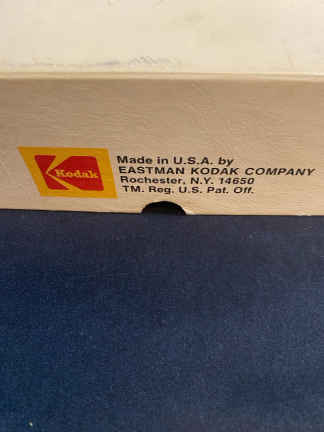 Kodak
Made in U.S.A. by
EASTMAN KODAK COMPANY
Rochester, N.Y. 14650
TM. Reg. U.S. Pat. Off.